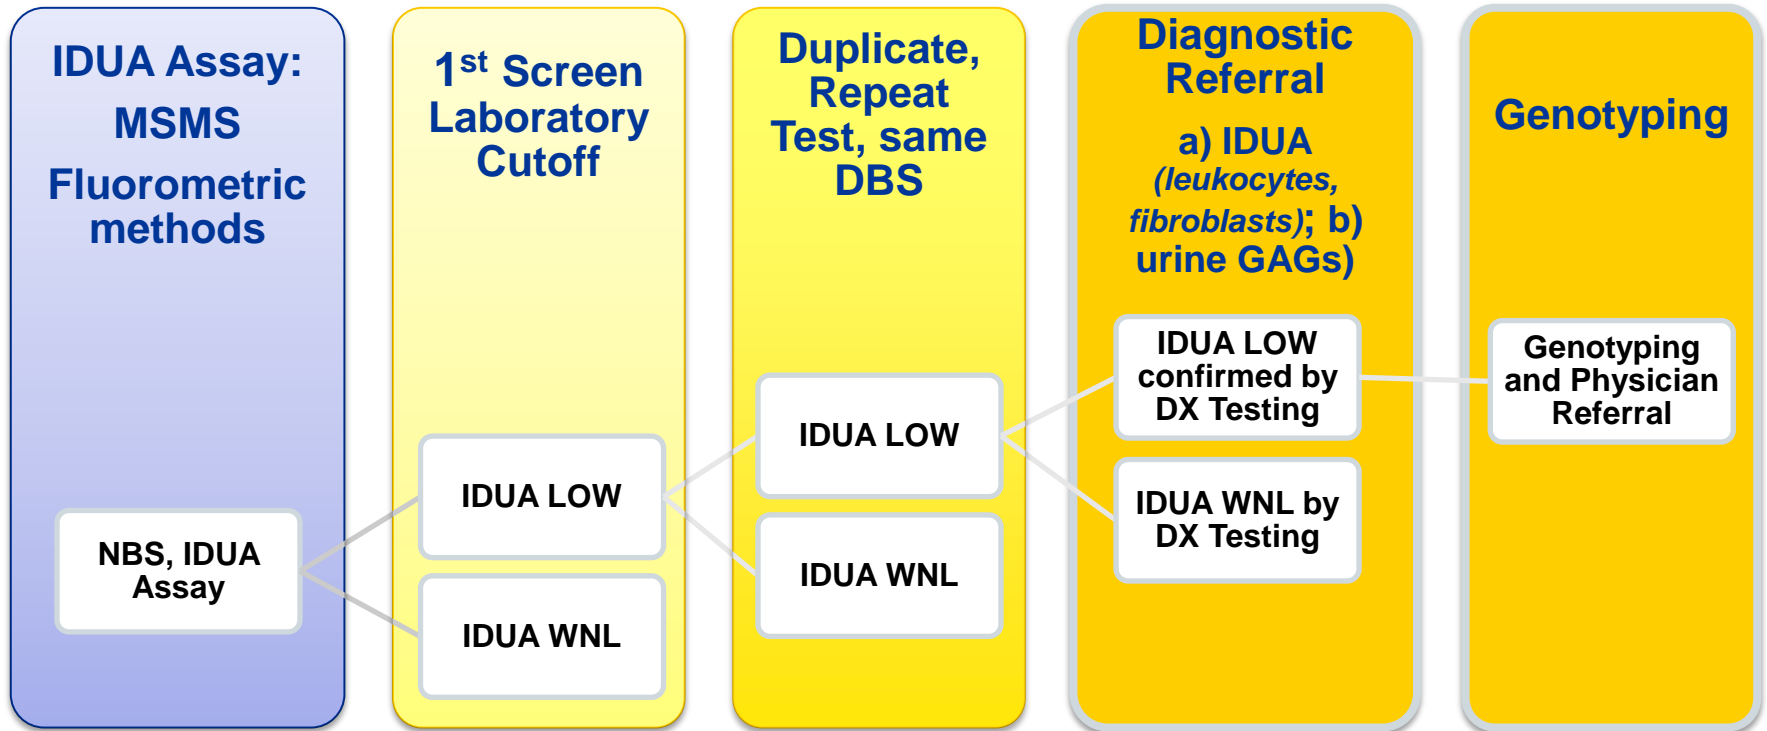 IDUA Assay:
MSMS
Fluorometric
methods
NBS, IDUA
Assay
1st Screen
Laboratory
Cutoff
IDUA LOW
IDUA WNL
Duplicate,
Repeat
Test, same
DBS
IDUA LOW
IDUA WNL
Diagnostic
Referral
a) IDUA
(leukocytes,
fibroblasts); b)
urine GAGs)
IDUA LOW
confirmed by
DX Testing
IDUA WNL by
DX Testing
Genotyping
Genotyping
and Physician
Referral